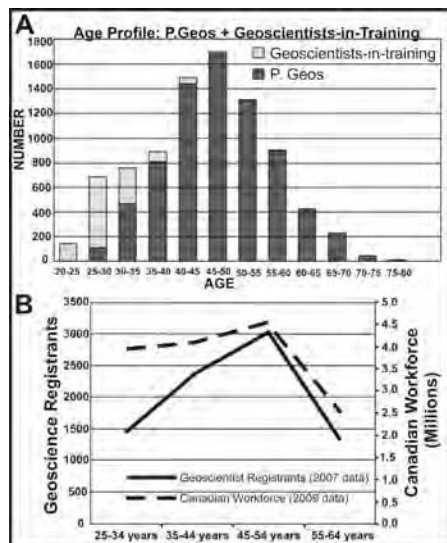 A
Age Profile: P.Geos + Geoscientists-in-Training
1800
1600
1400
1200
1000
800
600
400
200
0
NUMBER
Geoscientists-in-training
P. Geos
20-25 25-30 30-35 35-40 40-45 45-50 50-55 55-60 60-65 65-70 70-75 75-80
AGE
B
3500
3000
2500
2000
1500
1000
500
0
Geoscience Registrants
5.0
4.5
4.0
3.5
3.0
2.5
2.0
1.5
1.0
0.5
0.0
Canadian Workforce
(Millions)
Geoscientist Registrants (2007 data)
Canadian Workforce (2009 data)
25-34 years 35-44 years 45-54 years 55-64 years